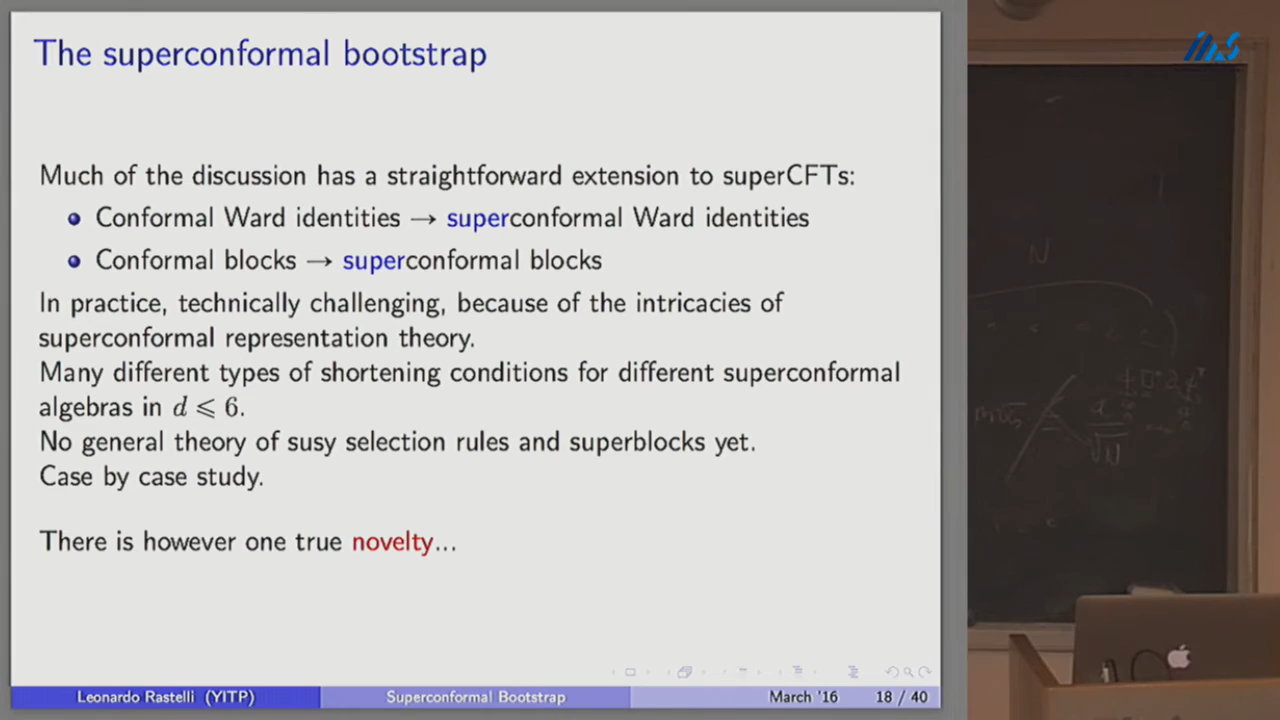 The superconformal bootstrap
Much of the discussion has a straightforward extension to superCFTs:
Conformal Ward identities → superconformal Ward identities
Conformal blocks → superconformal blocks
In practice, technically challenging, because of the intricacies of
superconformal representation theory.
Many different types of shortening conditions for different superconformal
algebras in d ⩽ 6.
No general theory of susy selection rules and superblocks yet.
Case by case study.
There is however one true novelty...
Leonardo Rastelli (YITP) Superconformal Bootstrap March '16 18 / 40
ihes
N
√N